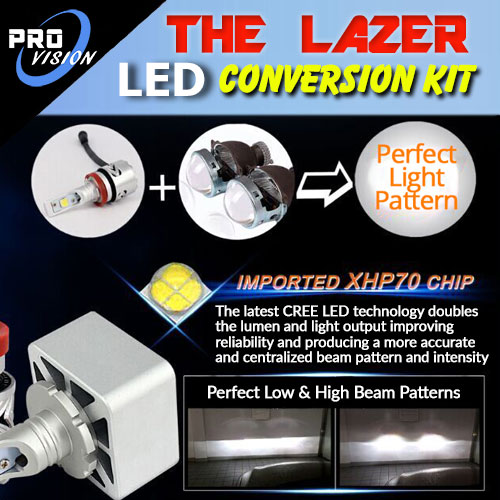 PRO
VISION
THE LAZER
LED CONVERSION KIT
+
Perfect
Light
Pattern
IMPORTED XHP70 CHIP
The latest CREE LED technology doubles
the lumen and light output improving
reliability and producing a more accurate
and centralized beam pattern and intensity
Perfect Low & High Beam Patterns